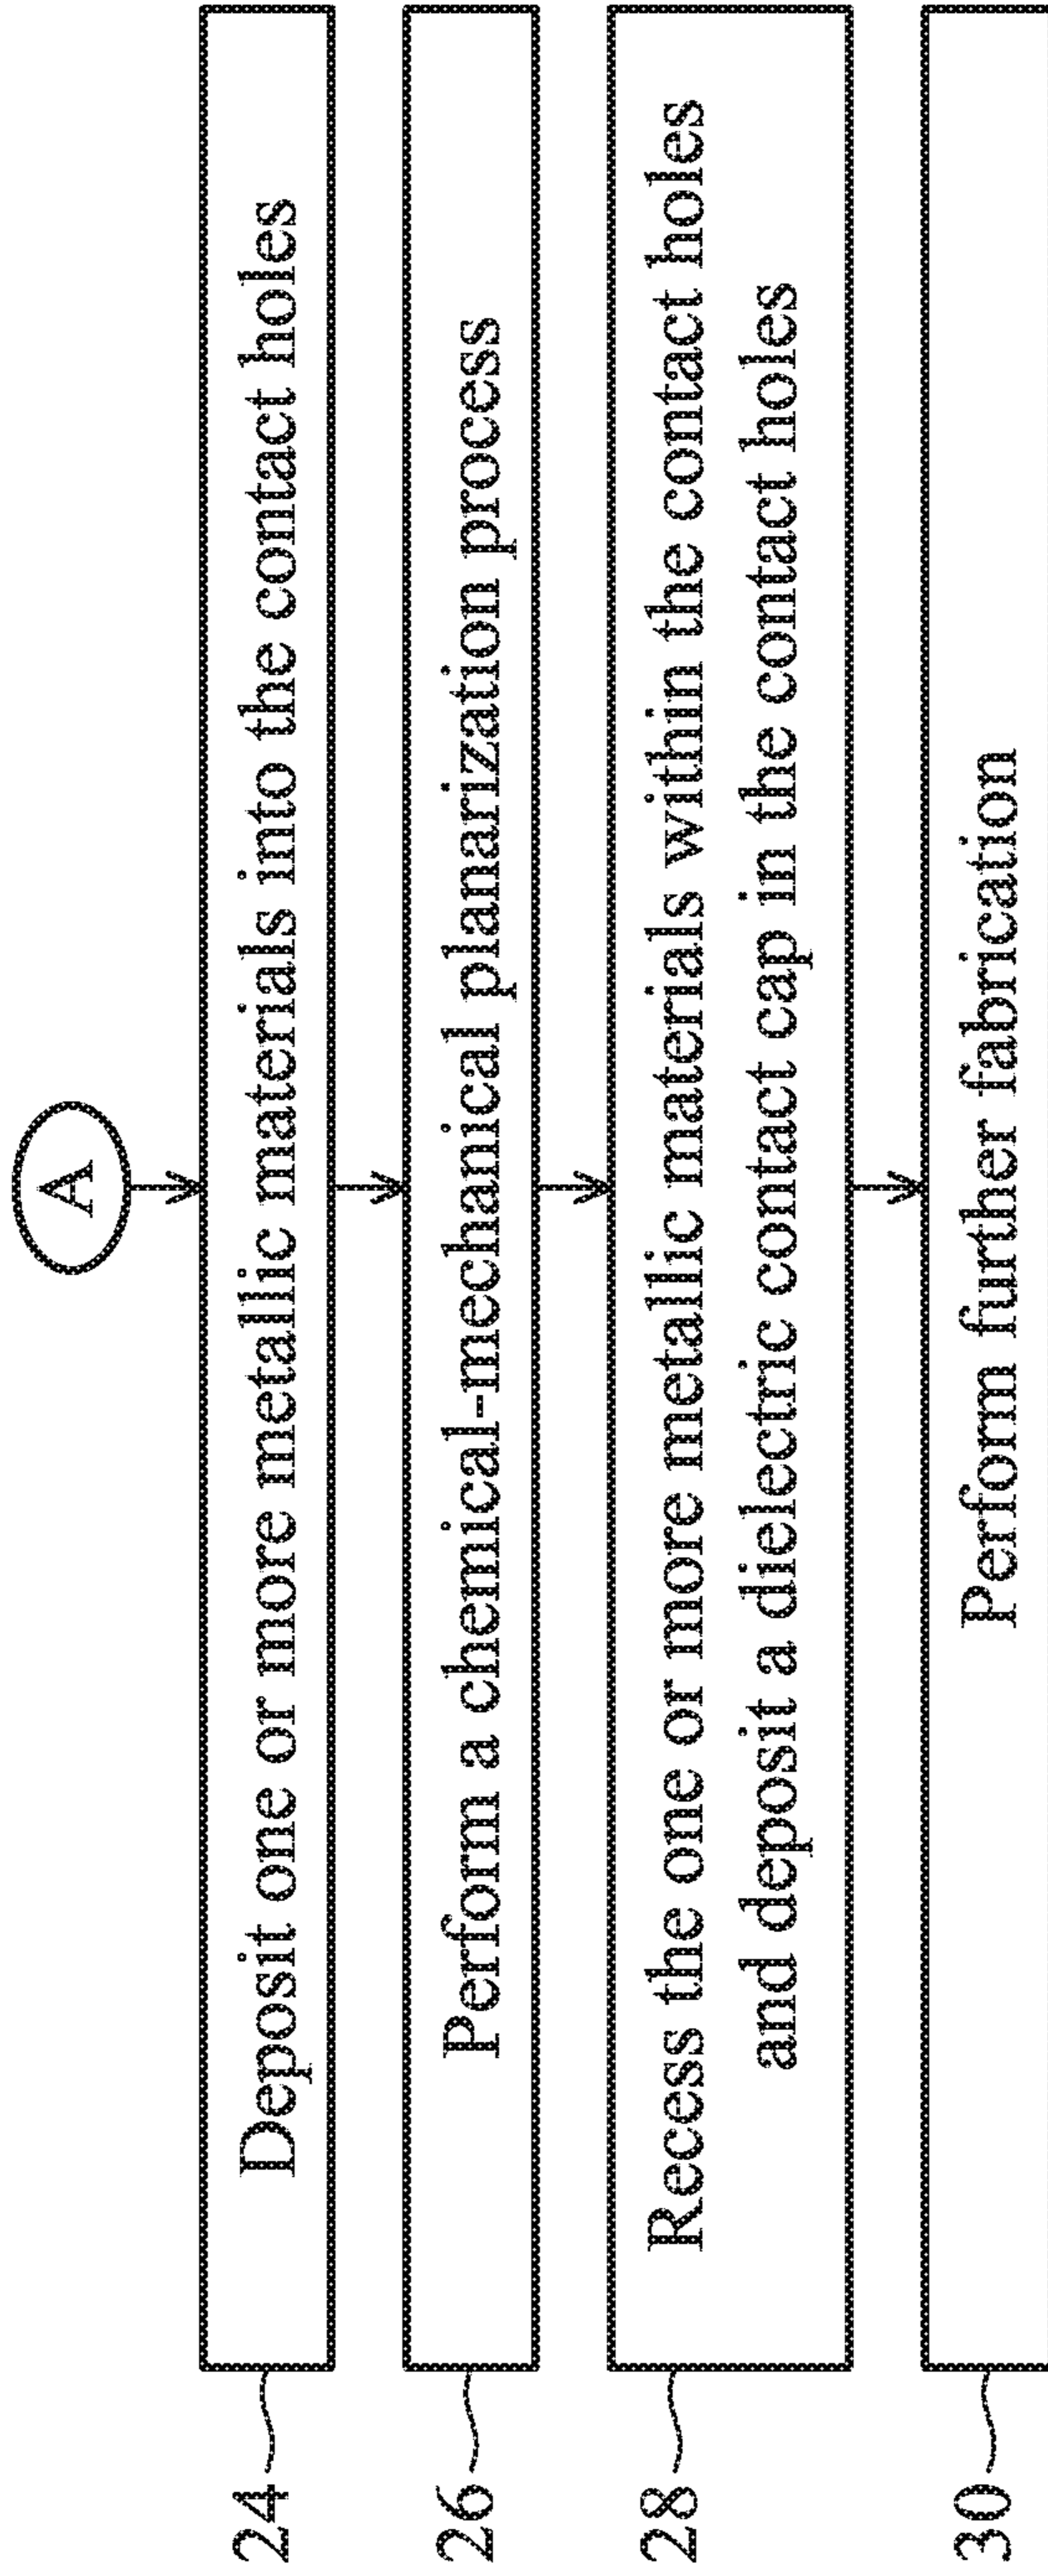 A
24
Deposit one or more metallic materials into the contact holes
26
Perform a chemical-mechanical planarization process
28
Recess the one or more metallic materials within the contact holes
and deposit a dielectric contact cap in the contact holes
30
Perform further fabrication